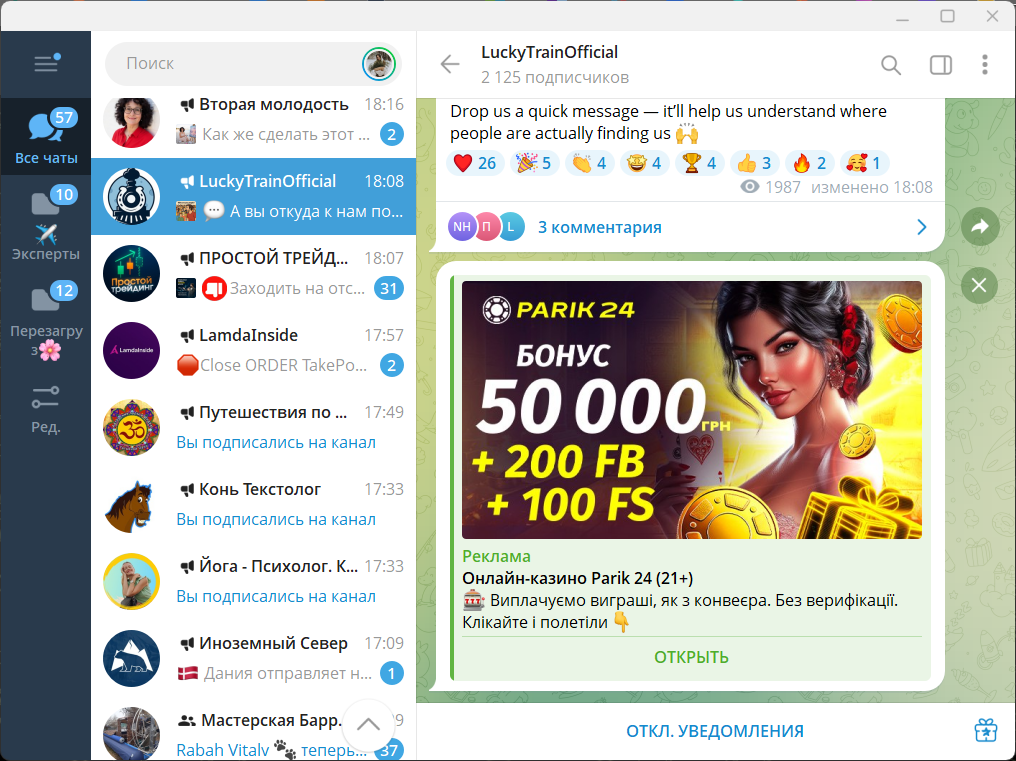 Поиск
57
Все чаты
10
Эксперты
12
Перезагру
з
Ред.
Вторая молодость 18:16
Как же сделать этот ... 2
LuckyTrainOfficial 18:08
А вы откуда к нам по...
ПРОСТОЙ ТРЕЙД... 18:07
Простой
трейдинг
Заходить на отс... 31
LamdaInside 17:57
LamdaInside
Close ORDER TakePo... 2
Путешествия по ... 17:49
Вы подписались на канал
Конь Текстолог 17:33
Вы подписались на канал
Йога - Психолог. К... 17:33
Вы подписались на канал
Иноземный Север 17:09
Дания отправляет н... 1
Мастерская Барр. 9
Rabah Vitalv 🐾 теперь... 37
LuckyTrainOfficial
2 125 подписчиков
Drop us a quick message — it’ll help us understand where
people are actually finding us 🙌
❤️ 26 🎉 5 👏 4 🤩 4 🏆 4 👍 3 🔥 2 🥰 1
1987 изменено 18:08
NH П L 3 комментария
PARIK 24
БОНУС
50 000 ГРН
+ 200 FB
+ 100 FS
Реклама
Онлайн-казино Parik 24 (21+)
🎰 Виплачуємо виграші, як з конвеєра. Без верифікації.
Клікайте і полетіли 👇
ОТКРЫТЬ
ОТКЛ. УВЕДОМЛЕНИЯ